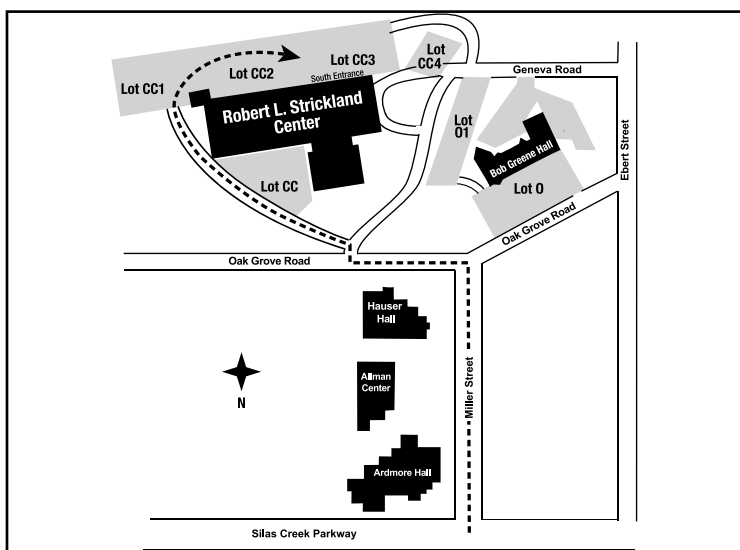 Lot CC1
Lot CC2
Lot CC3
South Entrance
Lot
CC4
Geneva Road
Robert L. Strickland
Center
Lot
O1
Bob Greene Hall
Lot O
Lot CC
Ebert Street
Oak Grove Road
Oak Grove Road
Hauser
Hall
Allman
Center
N
Miller Street
Ardmore Hall
Silas Creek Parkway